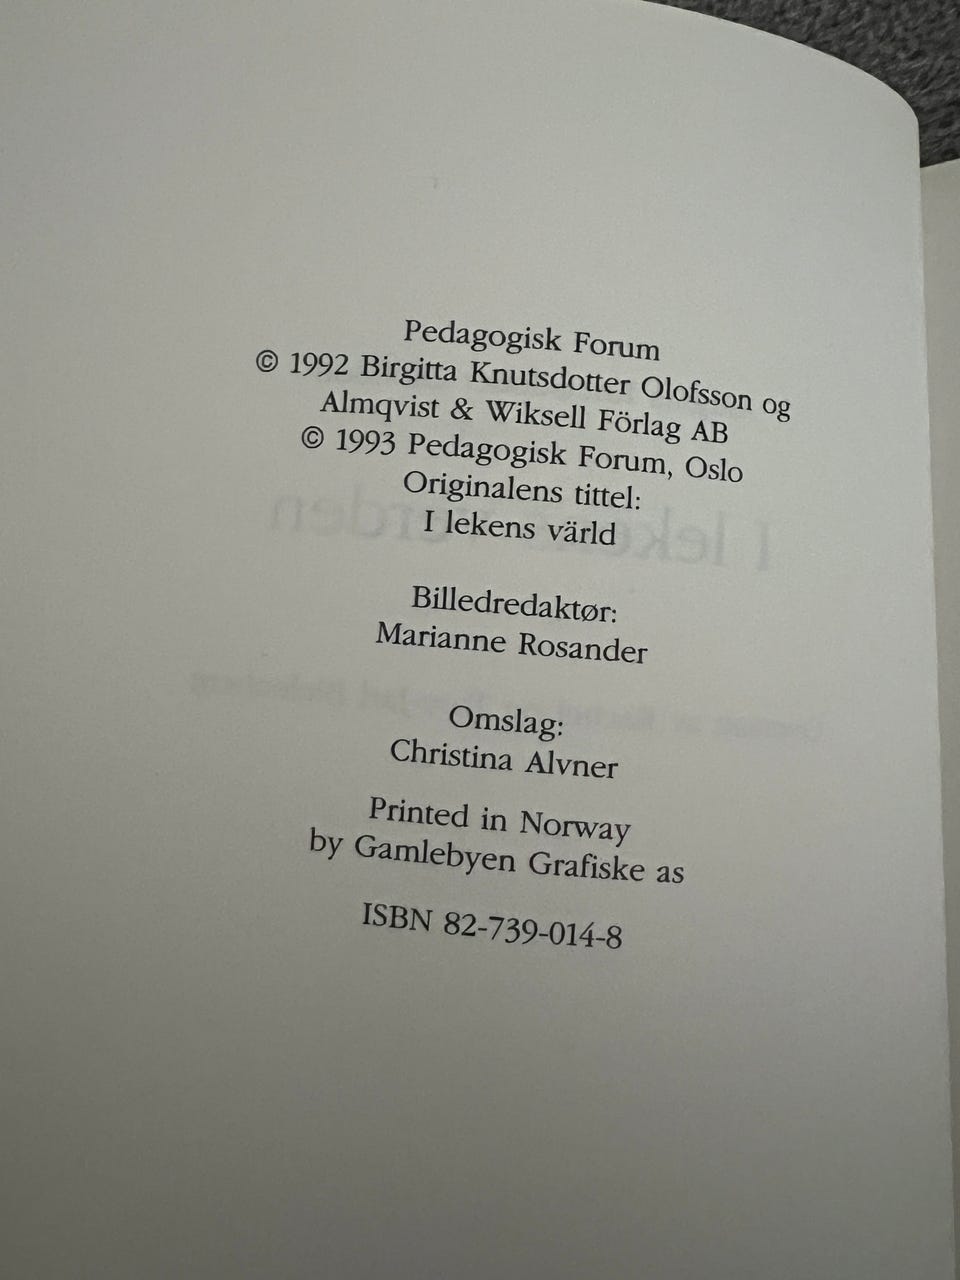 Pedagogisk Forum
© 1992 Birgitta Knutsdotter Olofsson og
Almqvist & Wiksell Förlag AB
© 1993 Pedagogisk Forum, Oslo
Originalens tittel:
I lekens värld
Billedredaktør:
Marianne Rosander
Omslag:
Christina Alvner
Printed in Norway
by Gamlebyen Grafiske as
ISBN 82-739-014-8